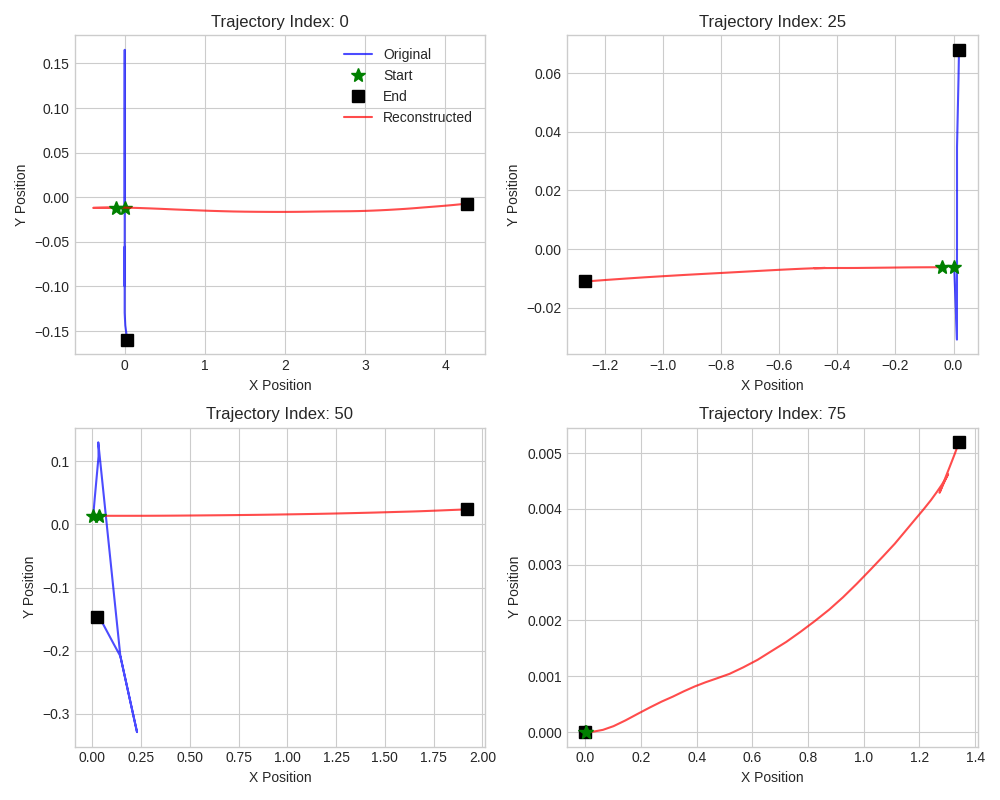 Trajectory Index: 0
Y Position
0.15
0.10
0.05
0.00
−0.05
−0.10
−0.15
Original
Start
End
Reconstructed
0 1 2 3 4
X Position
Trajectory Index: 25
Y Position
0.06
0.04
0.02
0.00
−0.02
−1.2 −1.0 −0.8 −0.6 −0.4 −0.2 0.0
X Position
Trajectory Index: 50
Y Position
0.1
0.0
−0.1
−0.2
−0.3
0.00 0.25 0.50 0.75 1.00 1.25 1.50 1.75 2.00
X Position
Trajectory Index: 75
Y Position
0.005
0.004
0.003
0.002
0.001
0.000
0.0 0.2 0.4 0.6 0.8 1.0 1.2 1.4
X Position